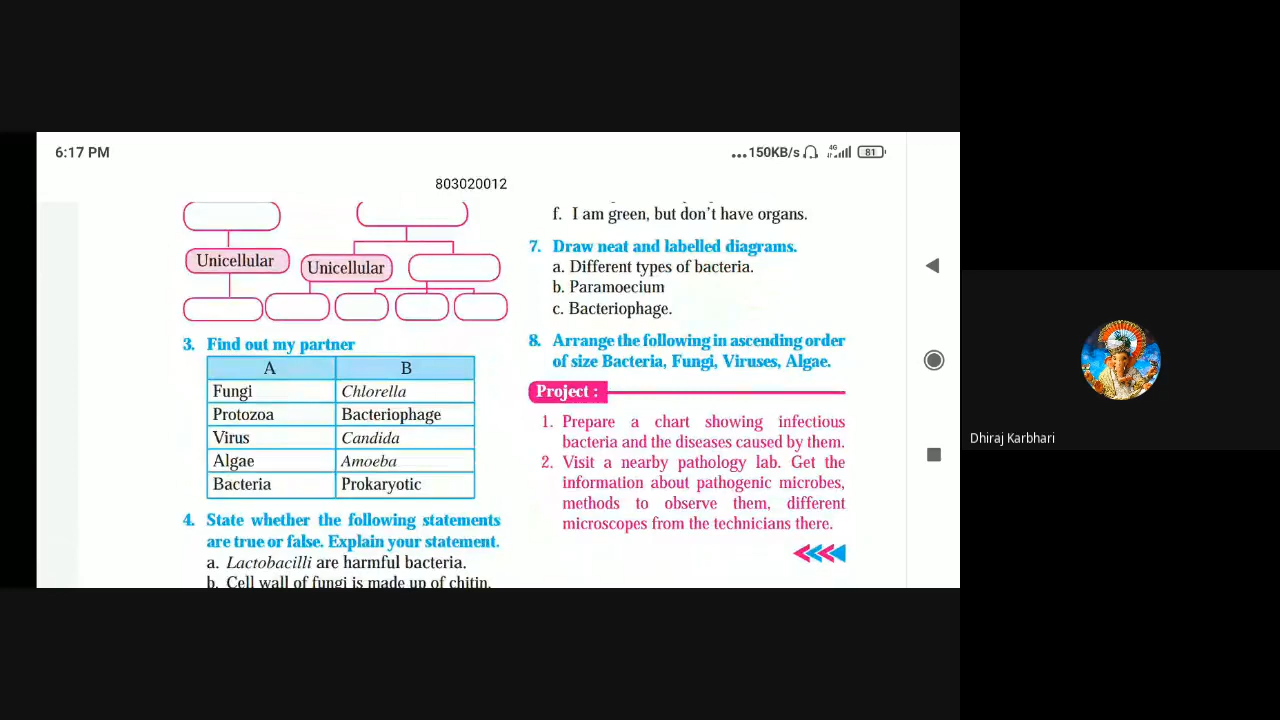 6:17 PM
...150KB/s 4G 81
803020012
Unicellular
Unicellular
3. Find out my partner
A B
Fungi Chlorella
Protozoa Bacteriophage
Virus Candida
Algae Amoeba
Bacteria Prokaryotic
4. State whether the following statements
are true or false. Explain your statement.
a. Lactobacilli are harmful bacteria.
b. Cell wall of fungi is made up of chitin.
f. I am green, but don't have organs.
7. Draw neat and labelled diagrams.
a. Different types of bacteria.
b. Paramoecium
c. Bacteriophage.
8. Arrange the following in ascending order
of size Bacteria, Fungi, Viruses, Algae.
Project :
1. Prepare a chart showing infectious
bacteria and the diseases caused by them.
2. Visit a nearby pathology lab. Get the
information about pathogenic microbes,
methods to observe them, different
microscopes from the technicians there.
Dhiraj Karbhari